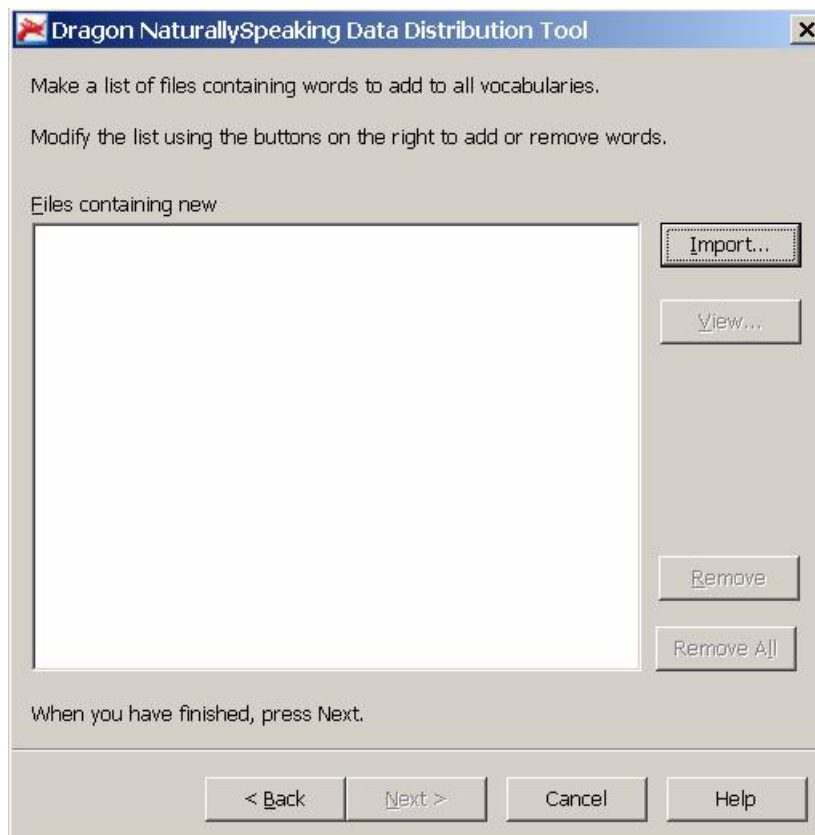 Dragon NaturallySpeaking Data Distribution Tool
Make a list of files containing words to add to all vocabularies.
Modify the list using the buttons on the right to add or remove words.
Files containing new
Import...
View...
Remove
Remove All
When you have finished, press Next.
< Back Next > Cancel Help